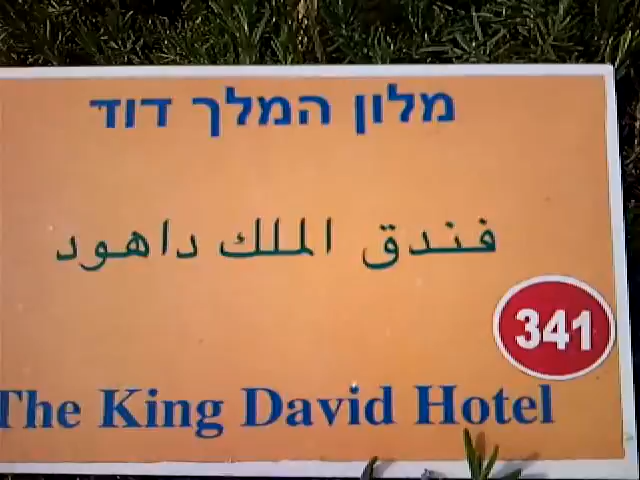 מלון המלך דוד
فندق الملك داهود
341
The King David Hotel